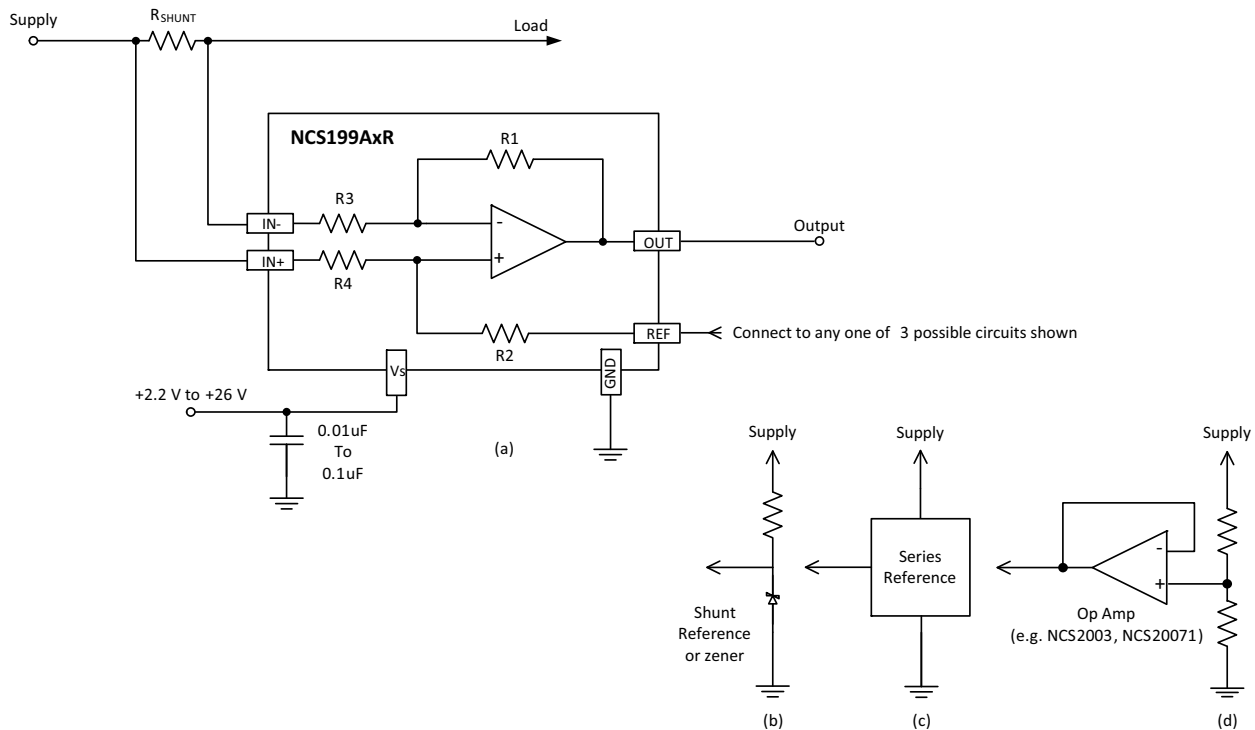 Supply
R_SHUNT
Load
NCS199AxR
R1
R3
IN-
-
Output
OUT
IN+
+
R4
REF
Connect to any one of 3 possible circuits shown
R2
Vs
GND
+2.2 V to +26 V
0.01uF
To
0.1uF
(a)
Supply
Supply
Supply
Series
Reference
-
+
Shunt
Reference
or zener
Op Amp
(e.g. NCS2003, NCS20071)
(b)
(c)
(d)